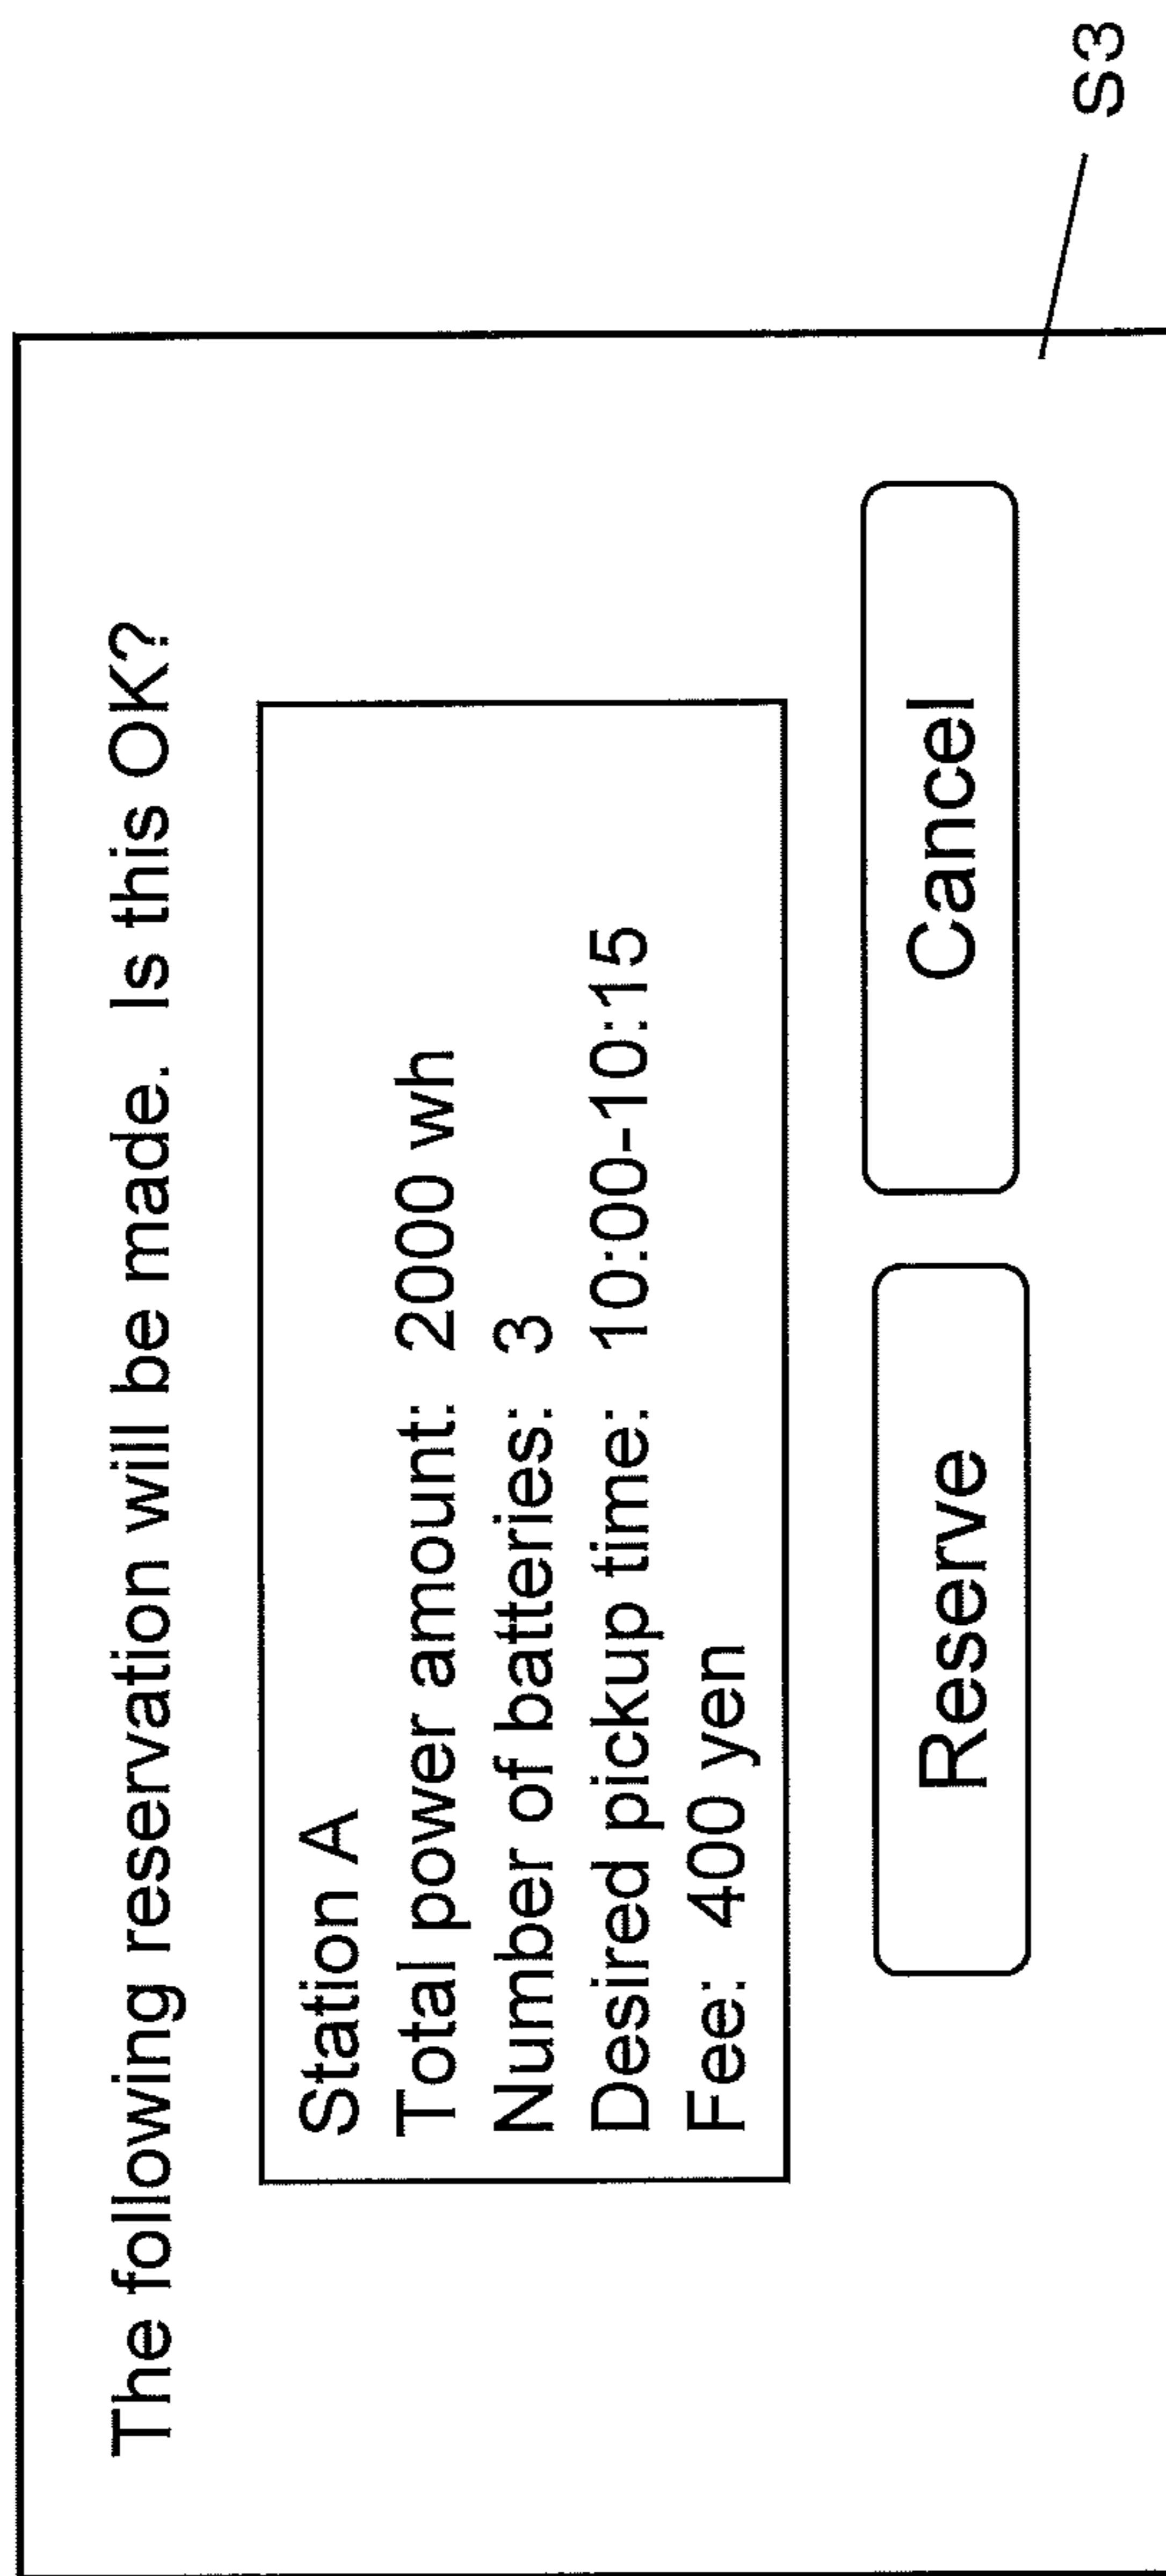 The following reservation will be made. Is this OK?
Station A
Total power amount: 2000 wh
Number of batteries: 3
Desired pickup time: 10:00-10:15
Fee: 400 yen
Reserve
Cancel
s3